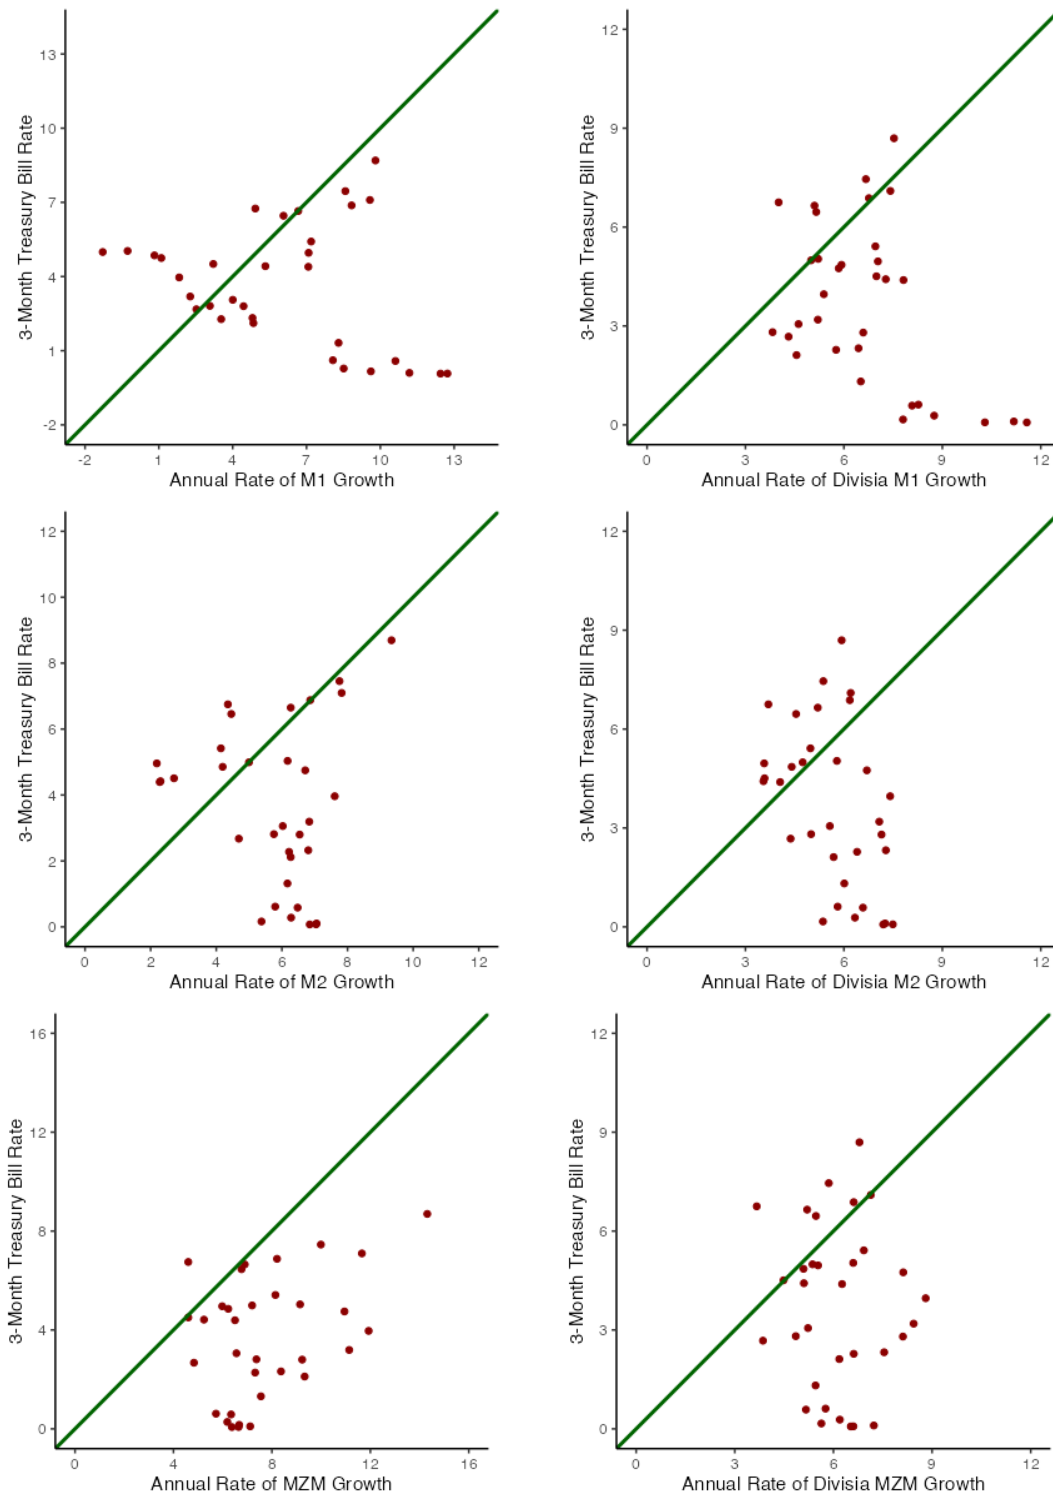 13
10
7
4
1
-2
3-Month Treasury Bill Rate
-2 1 4 7 10 13
Annual Rate of M1 Growth
12
9
6
3
0
3-Month Treasury Bill Rate
0 3 6 9 12
Annual Rate of Divisia M1 Growth
12
10
8
6
4
2
0
3-Month Treasury Bill Rate
0 2 4 6 8 10 12
Annual Rate of M2 Growth
12
9
6
3
0
3-Month Treasury Bill Rate
0 3 6 9 12
Annual Rate of Divisia M2 Growth
16
12
8
4
0
3-Month Treasury Bill Rate
0 4 8 12 16
Annual Rate of MZM Growth
12
9
6
3
0
3-Month Treasury Bill Rate
0 3 6 9 12
Annual Rate of Divisia MZM Growth